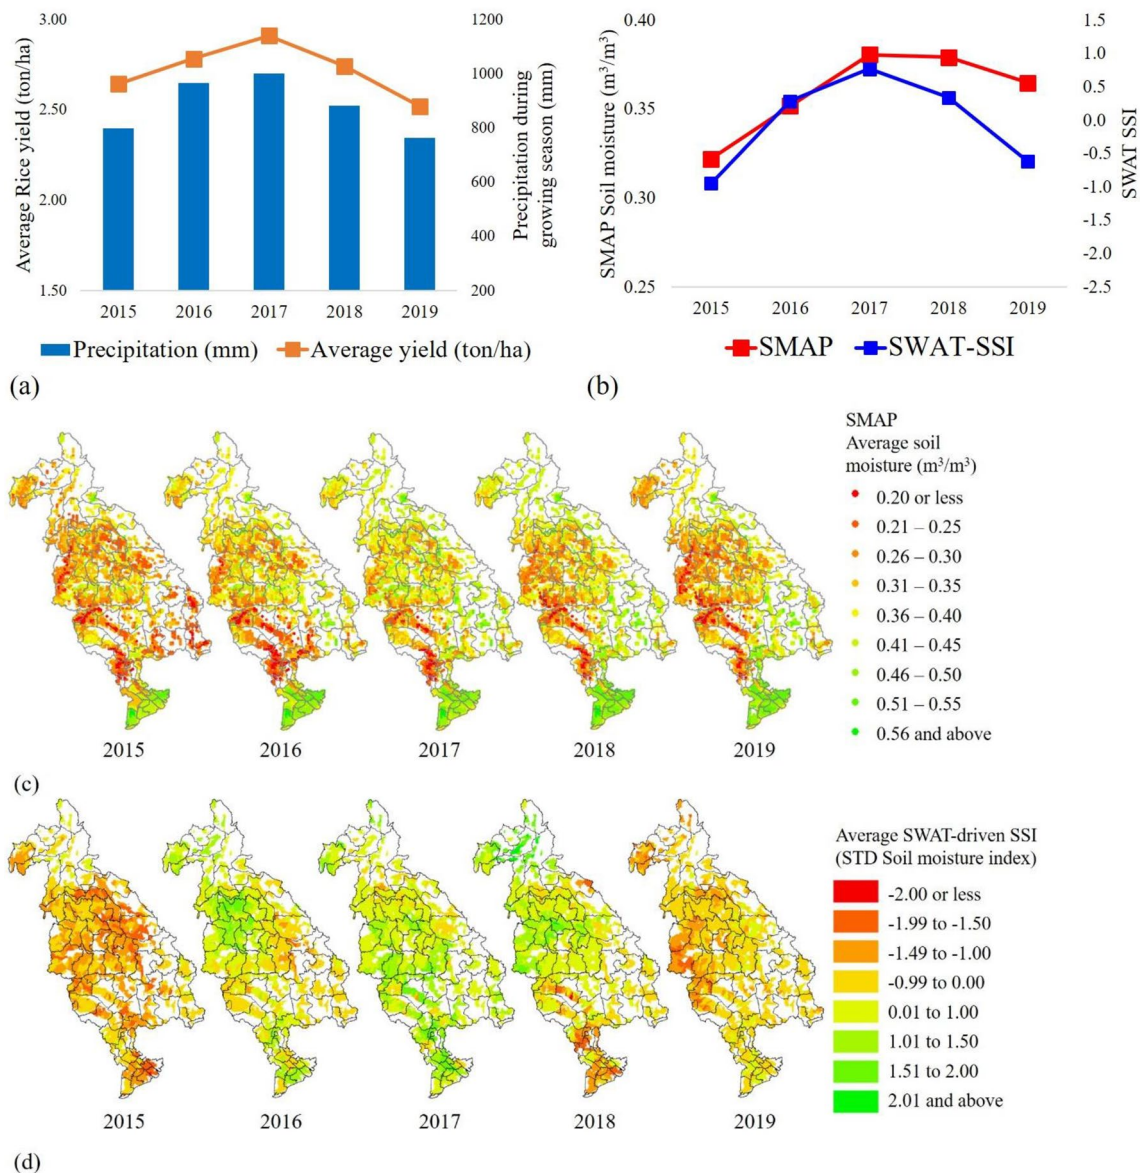 3.00
2.50
2.00
1.50
Average Rice yield (ton/ha)
1200
1000
800
600
400
200
Precipitation during
growing season (mm)
2015 2016 2017 2018 2019
Precipitation (mm) Average yield (ton/ha)
(a)
0.40
0.35
0.30
0.25
SMAP Soil moisture (m³/m³)
1.5
1.0
0.5
0.0
-0.5
-1.0
-1.5
-2.0
-2.5
SWAT SSI
2015 2016 2017 2018 2019
SMAP SWAT-SSI
(b)
SMAP
Average soil
moisture (m³/m³)
0.20 or less
0.21 – 0.25
0.26 – 0.30
0.31 – 0.35
0.36 – 0.40
0.41 – 0.45
0.46 – 0.50
0.51 – 0.55
0.56 and above
2015 2016 2017 2018 2019
(c)
Average SWAT-driven SSI
(STD Soil moisture index)
-2.00 or less
-1.99 to -1.50
-1.49 to -1.00
-0.99 to 0.00
0.01 to 1.00
1.01 to 1.50
1.51 to 2.00
2.01 and above
2015 2016 2017 2018 2019
(d)